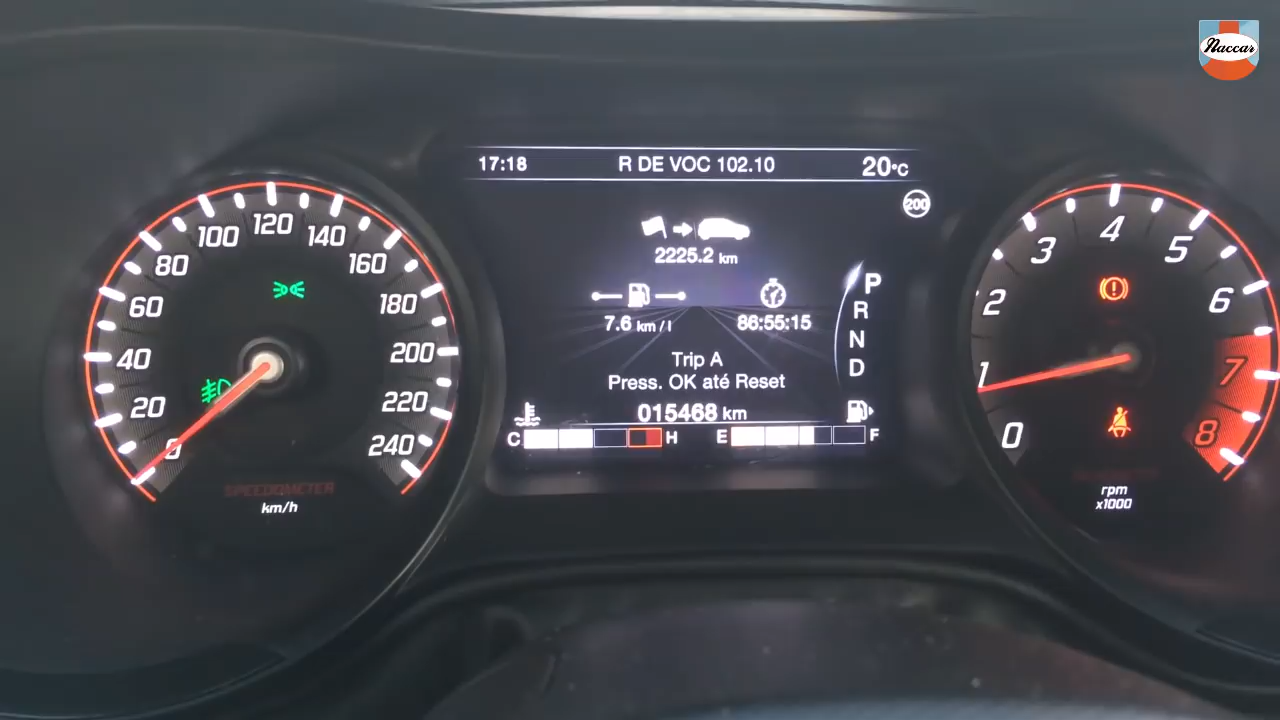 Naccar
17:18 R DE VOC 102.10 20°C
200
2225.2 km
7.6 km/l 86:55:15
Trip A
Press. OK até Reset
015468 km
C H E F
P
R
N
D
0 20 40 60 80 100 120 140 160 180 200 220 240
SPEEDOMETER
km/h
0 1 2 3 4 5 6 7 8
rpm
x1000